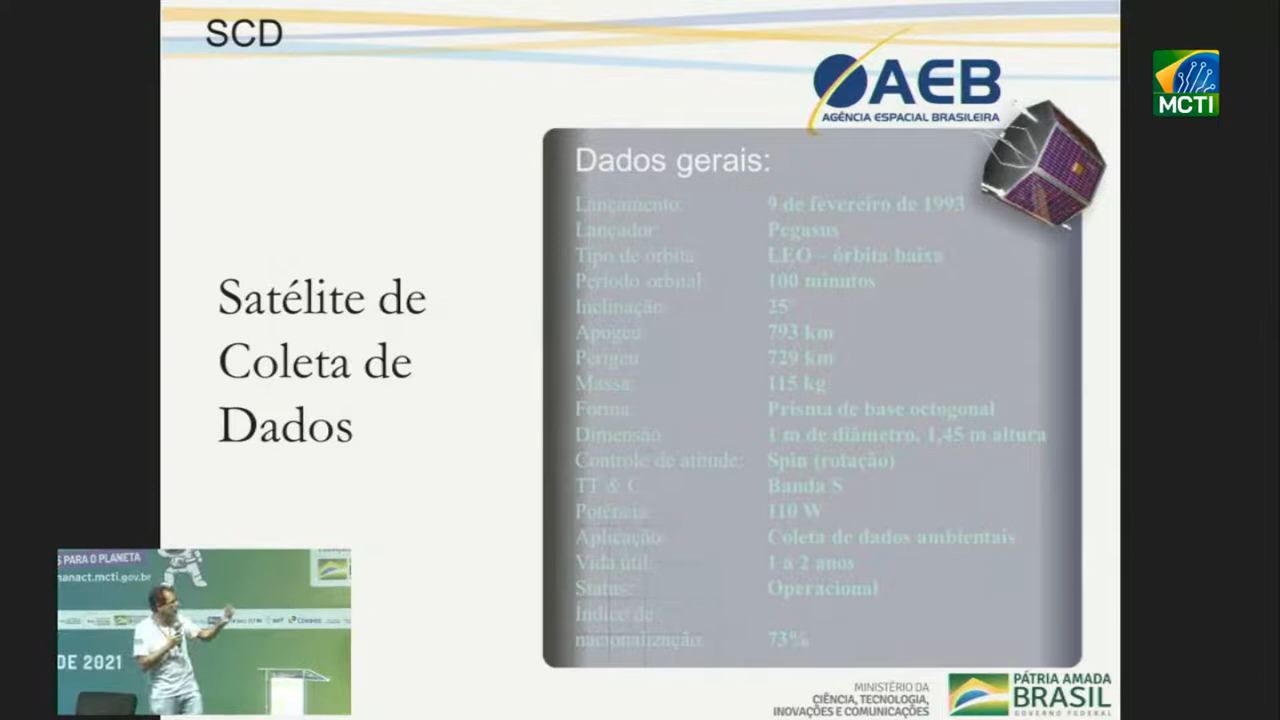 SCD
AEB
AGÊNCIA ESPACIAL BRASILEIRA
MCTI
Dados gerais:
Lançamento: 9 de fevereiro de 1993
Lançador: Pegasus
Tipo de órbita: LEO – órbita baixa
Período orbital: 100 minutos
Inclinação: 25°
Apogeu: 793 km
Perigeu 729 km
Massa: 115 kg
Forma: Prisma de base octogonal
Dimensão 1 m de diâmetro, 1,45 m altura
Controle de atitude: Spin (rotação)
TT & C Banda S
Potência: 110 W
Aplicação: Coleta de dados ambientais
Vida útil: 1 a 2 anos
Status: Operacional
Índice de
nacionalização: 73%
Satélite de
Coleta de
Dados
S PARA O PLANETA
nanact.mcti.gov.br
DE 2021
MINISTÉRIO DA
CIÊNCIA, TECNOLOGIA,
INOVAÇÕES E COMUNICAÇÕES
PÁTRIA AMADA
BRASIL
GOVERNO FEDERAL